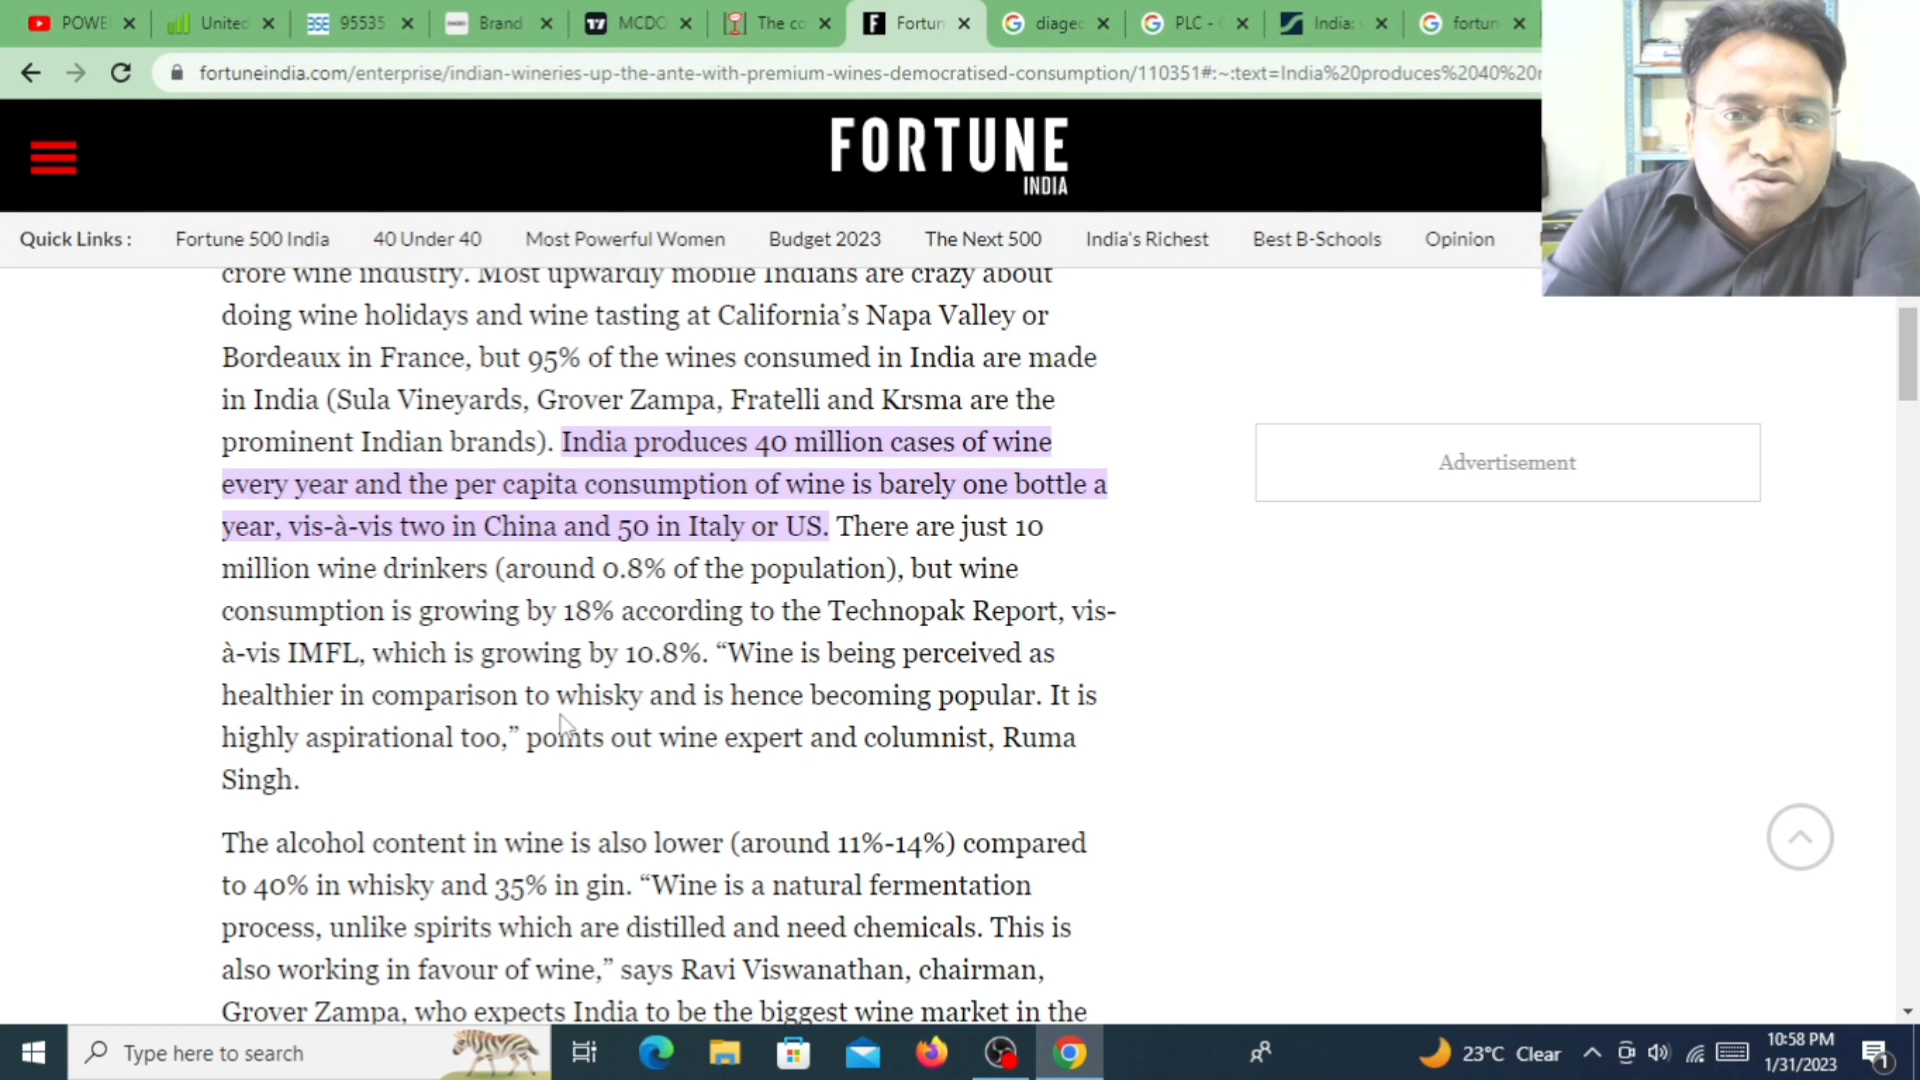 POWE
United
BSE 95535
Brand
MCDO
The co
Fortun
diagec
PLC - G
India:
fortun
fortuneindia.com/enterprise/indian-wineries-up-the-ante-with-premium-wines-democratised-consumption/110351#:~:text=India%20produces%2040%20
FORTUNE
INDIA
Quick Links : Fortune 500 India 40 Under 40 Most Powerful Women Budget 2023 The Next 500 India's Richest Best B-Schools Opinion
crore wine industry. Most upwardly mobile Indians are crazy about
doing wine holidays and wine tasting at California’s Napa Valley or
Bordeaux in France, but 95% of the wines consumed in India are made
in India (Sula Vineyards, Grover Zampa, Fratelli and Krsma are the
prominent Indian brands). India produces 40 million cases of wine
every year and the per capita consumption of wine is barely one bottle a
year, vis-à-vis two in China and 50 in Italy or US. There are just 10
million wine drinkers (around 0.8% of the population), but wine
consumption is growing by 18% according to the Technopak Report, vis-
à-vis IMFL, which is growing by 10.8%. “Wine is being perceived as
healthier in comparison to whisky and is hence becoming popular. It is
highly aspirational too,” points out wine expert and columnist, Ruma
Singh.
Advertisement
The alcohol content in wine is also lower (around 11%-14%) compared
to 40% in whisky and 35% in gin. “Wine is a natural fermentation
process, unlike spirits which are distilled and need chemicals. This is
also working in favour of wine,” says Ravi Viswanathan, chairman,
Grover Zampa, who expects India to be the biggest wine market in the
Type here to search
23°C Clear
10:58 PM
1/31/2023
1